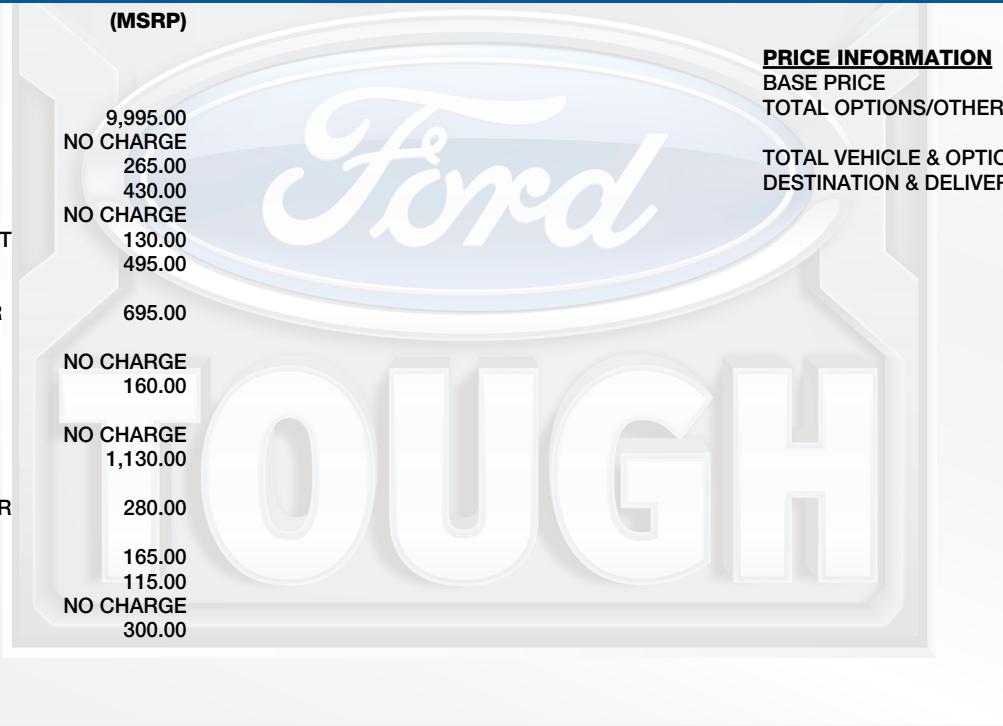 (MSRP)
9,995.00
NO CHARGE
265.00
430.00
NO CHARGE
T 130.00
495.00
R 695.00
NO CHARGE
160.00
NO CHARGE
1,130.00
R 280.00
165.00
115.00
NO CHARGE
300.00
PRICE INFORMATION
BASE PRICE
TOTAL OPTIONS/OTHER
TOTAL VEHICLE & OPTIO
DESTINATION & DELIVER
Ford
TOUGH